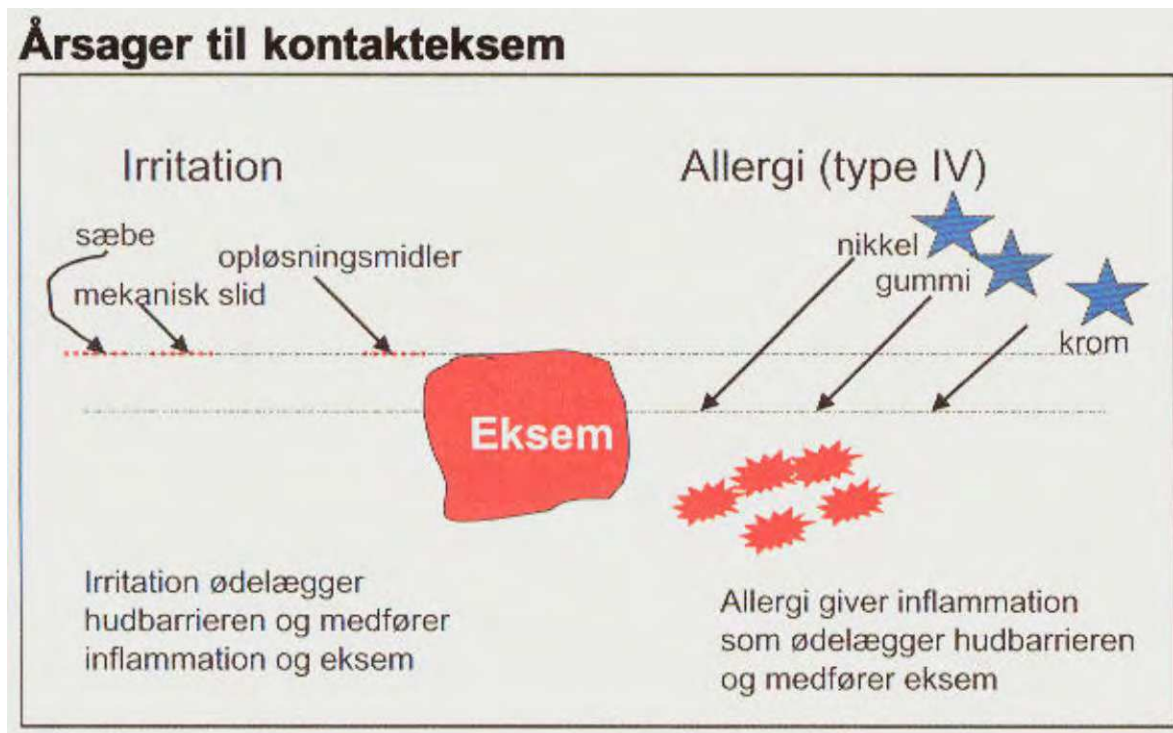 Årsager til kontakteksem
Irritation
Allergi (type IV)
sæbe
opløsningsmidler
mekanisk slid
nikkel
gummi
krom
Eksem
Irritation ødelægger
hudbarrieren og medfører
inflammation og eksem
Allergi giver inflammation
som ødelægger hudbarrieren
og medfører eksem